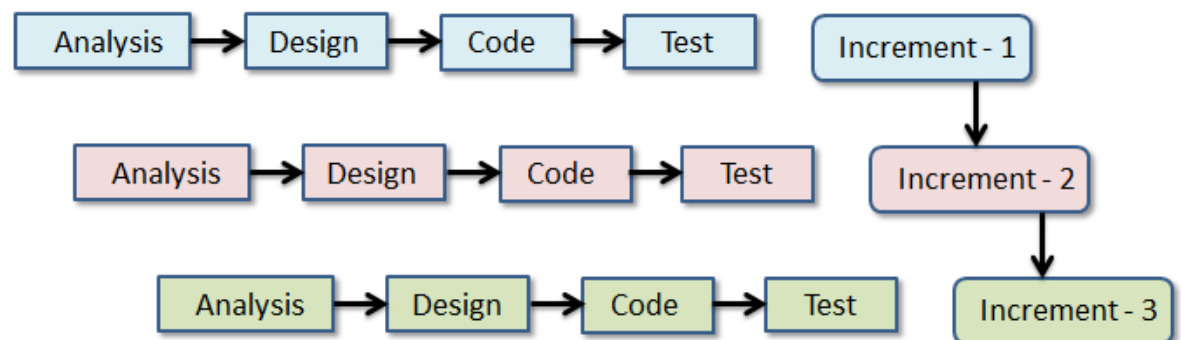 Analysis Design Code Test Increment - 1
Analysis Design Code Test Increment - 2
Analysis Design Code Test Increment - 3